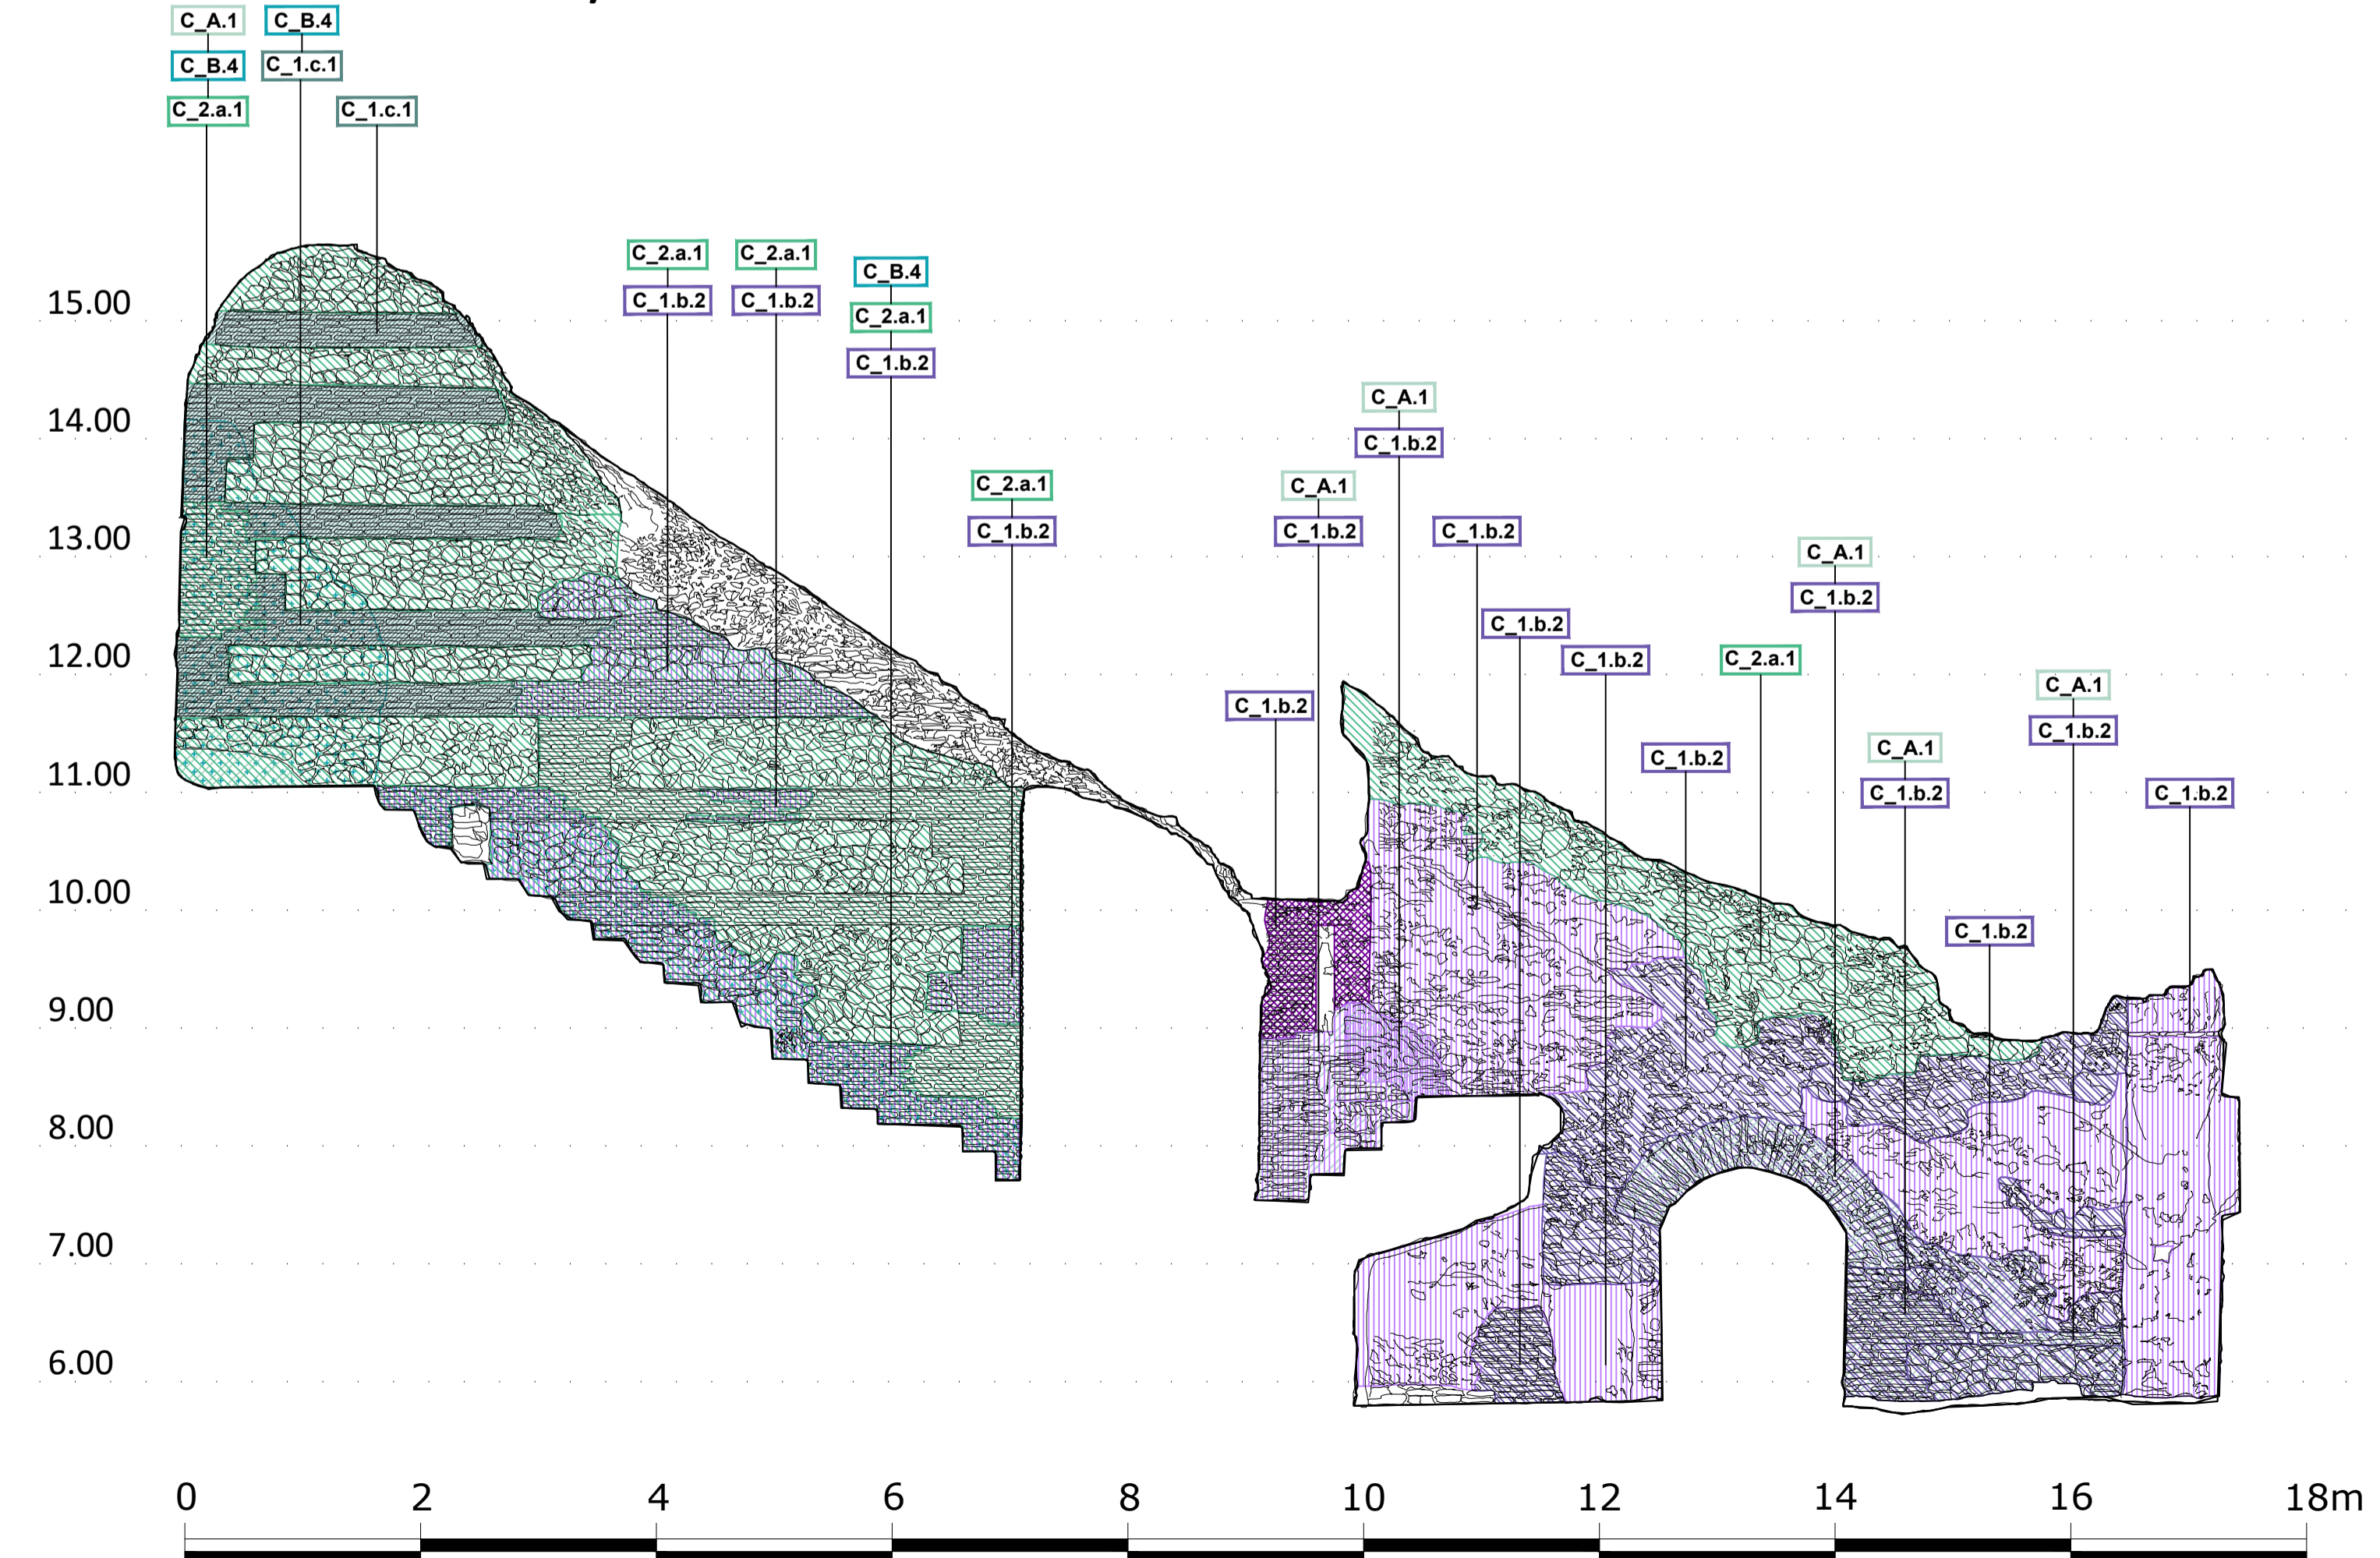 C_A.1 C_B.4
C_B.4 C_1.c.1
C_2.a.1 C_1.c.1
C_2.a.1 C_2.a.1
C_B.4
15.00 C_1.b.2 C_1.b.2
C_2.a.1
C_1.b.2
C_A.1
14.00
C_1.b.2
C_2.a.1 C_A.1
13.00 C_1.b.2 C_1.b.2 C_1.b.2
C_A.1
C_1.b.2
C_1.b.2
12.00 C_1.b.2 C_2.a.1
C_A.1
C_1.b.2
C_1.b.2
C_A.1
C_1.b.2
11.00
C_1.b.2 C_1.b.2
10.00
C_1.b.2
9.00
8.00
7.00
6.00
0 2 4 6 8 10 12 14 16 18m